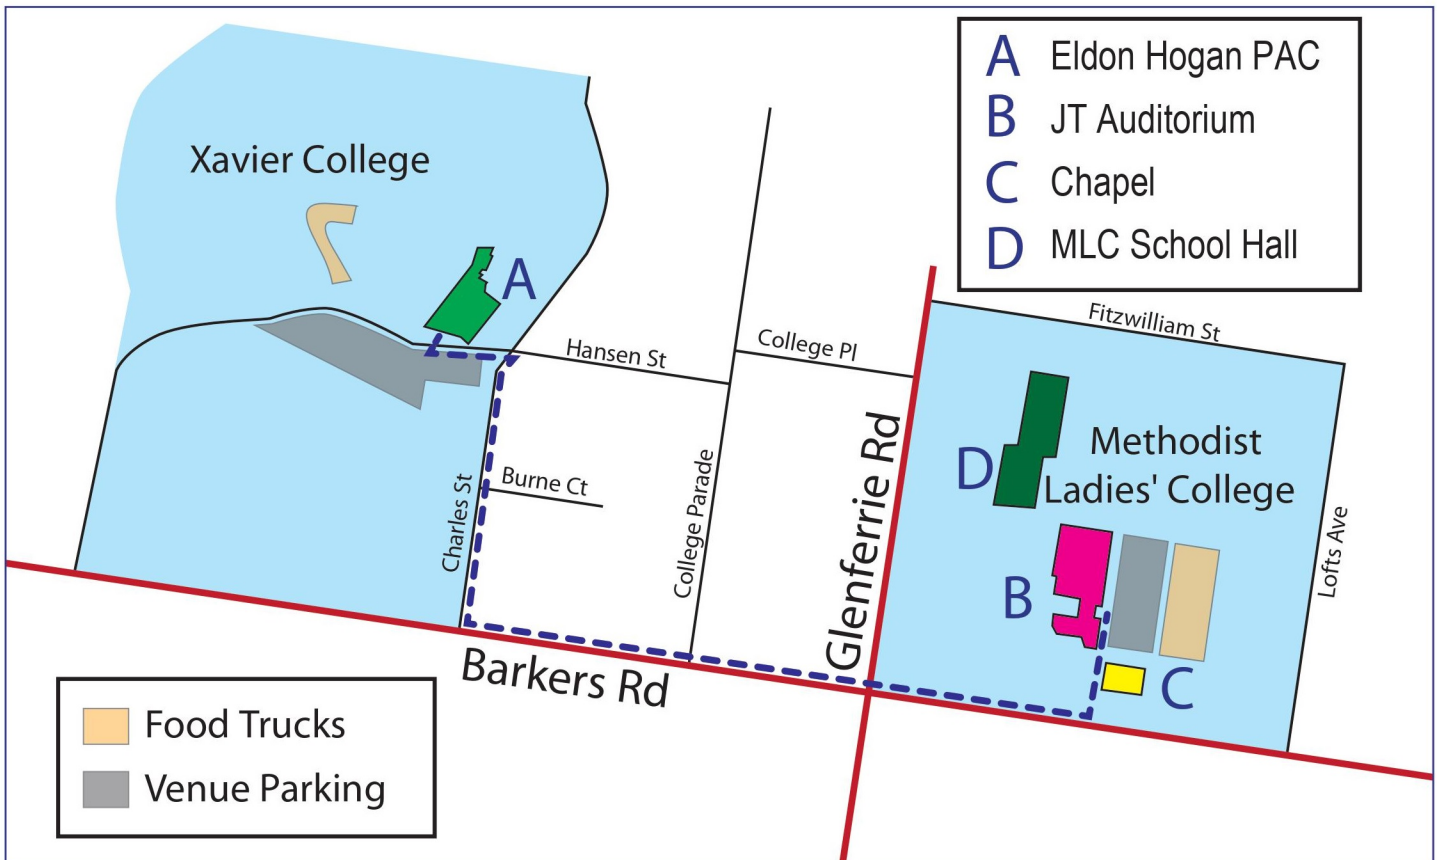 A Eldon Hogan PAC
B JT Auditorium
C Chapel
D MLC School Hall
Xavier College
A
Fitzwilliam St
Hansen St
College Pl
Methodist
Ladies' College
D
Glenferrie Rd
Burne Ct
Charles St
College Parade
Lofts Ave
B
C
Barkers Rd
Food Trucks
Venue Parking